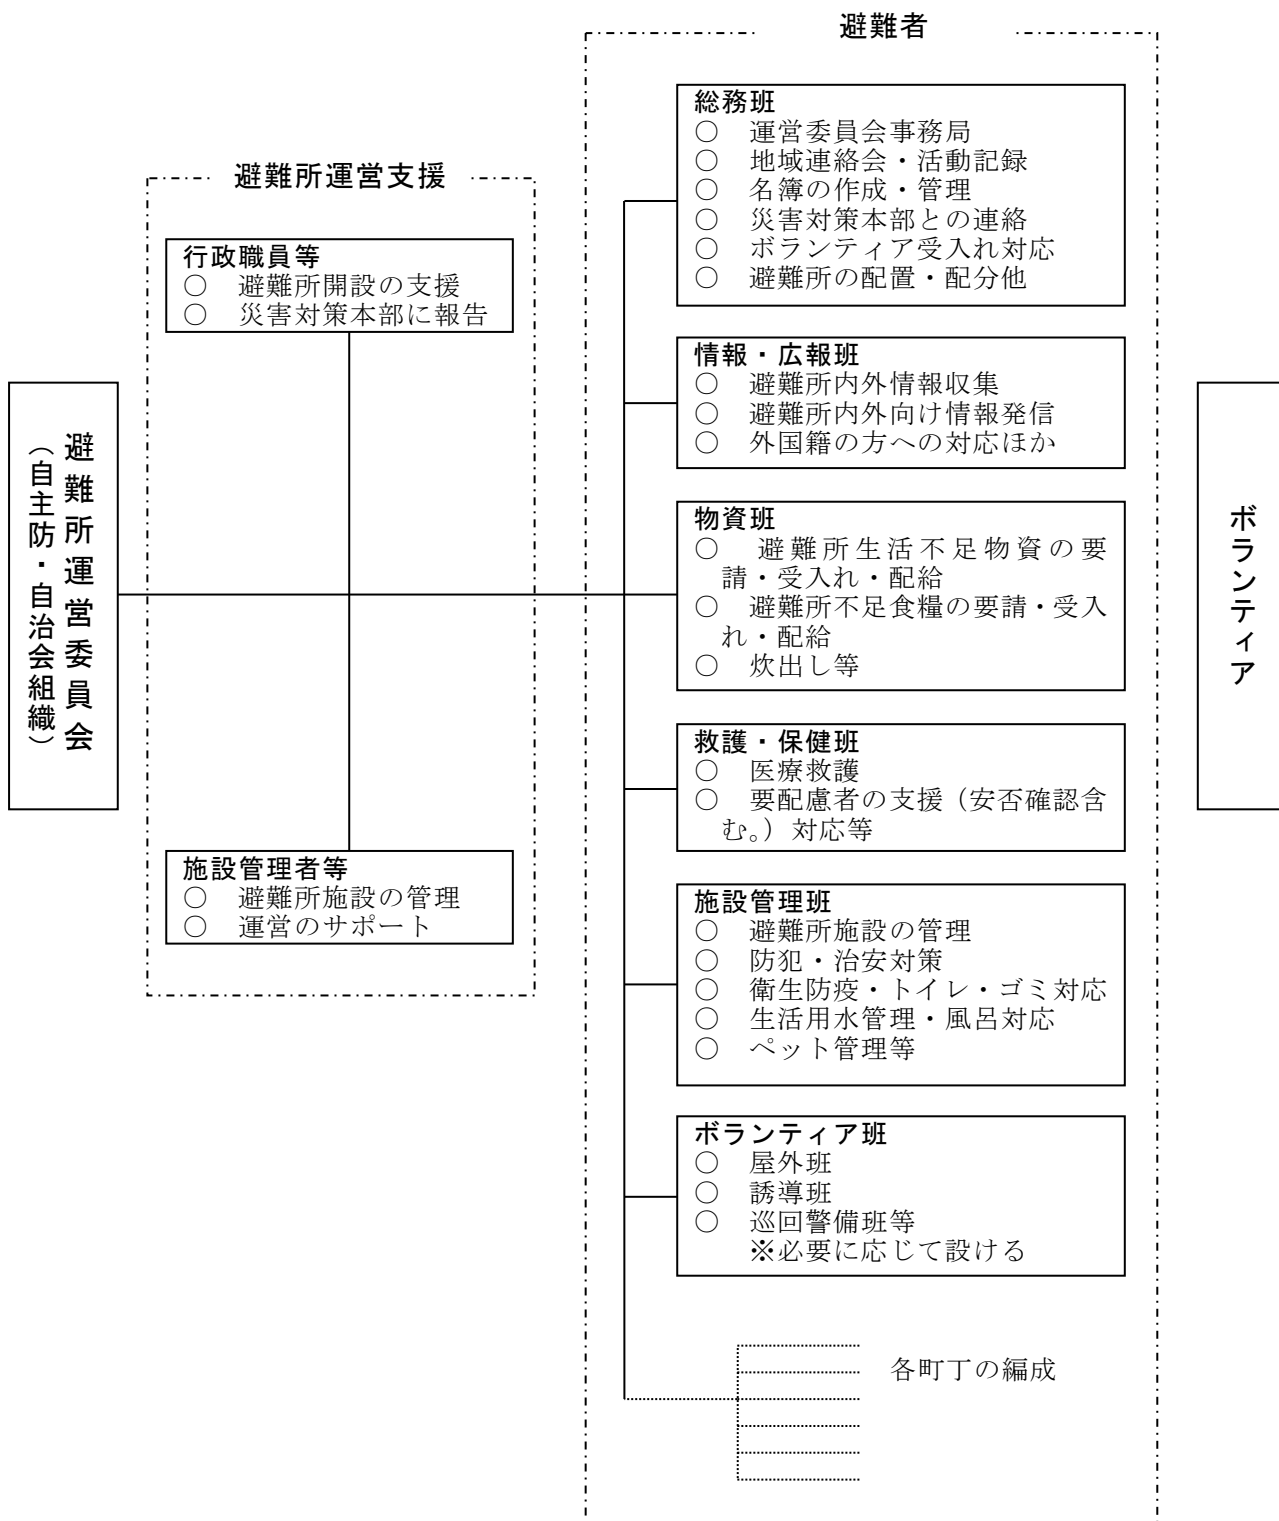 避難者
避難所運営支援
避難所運営委員会
（自主防・自治会組織）
行政職員等
○　避難所開設の支援
○　災害対策本部に報告
施設管理者等
○　避難所施設の管理
○　運営のサポート
総務班
○　運営委員会事務局
○　地域連絡会・活動記録
○　名簿の作成・管理
○　災害対策本部との連絡
○　ボランティア受入れ対応
○　避難所の配置・配分他
情報・広報班
○　避難所内外情報収集
○　避難所内外向け情報発信
○　外国籍の方への対応ほか
物資班
○　避難所生活不足物資の要
請・受入れ・配給
○　避難所不足食糧の要請・受入
れ・配給
○　炊出し等
救護・保健班
○　医療救護
○　要配慮者の支援（安否確認含
む。）対応等
施設管理班
○　避難所施設の管理
○　防犯・治安対策
○　衛生防疫・トイレ・ゴミ対応
○　生活用水管理・風呂対応
○　ペット管理等
ボランティア班
○　屋外班
○　誘導班
○　巡回警備班等
※必要に応じて設ける
各町丁の編成
ボランティア